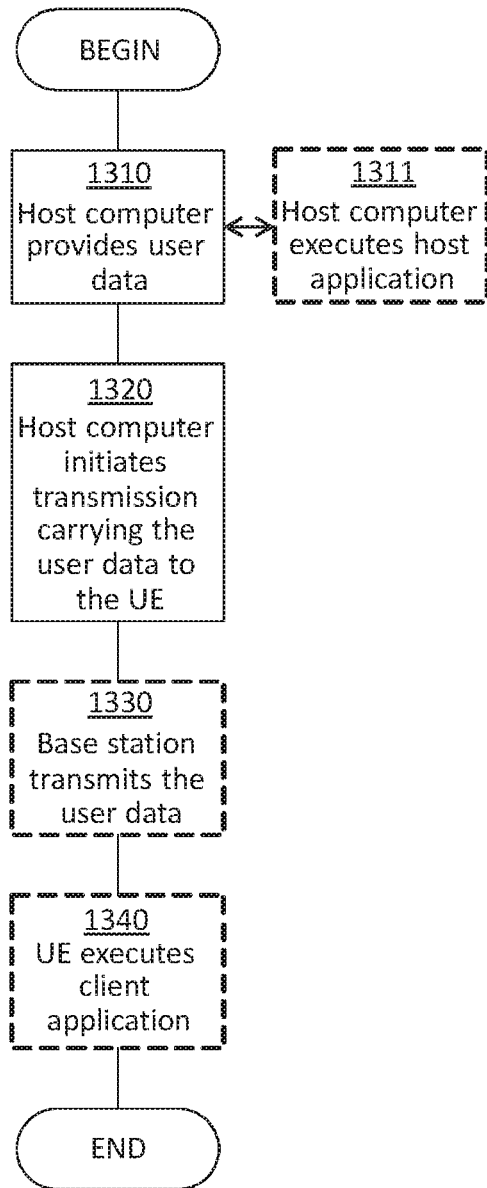 BEGIN
1310
Host computer
provides user
data
1311
Host computer
executes host
application
1320
Host computer
initiates
transmission
carrying the
user data to
the UE
1330
Base station
transmits the
user data
1340
UE executes
client
application
END